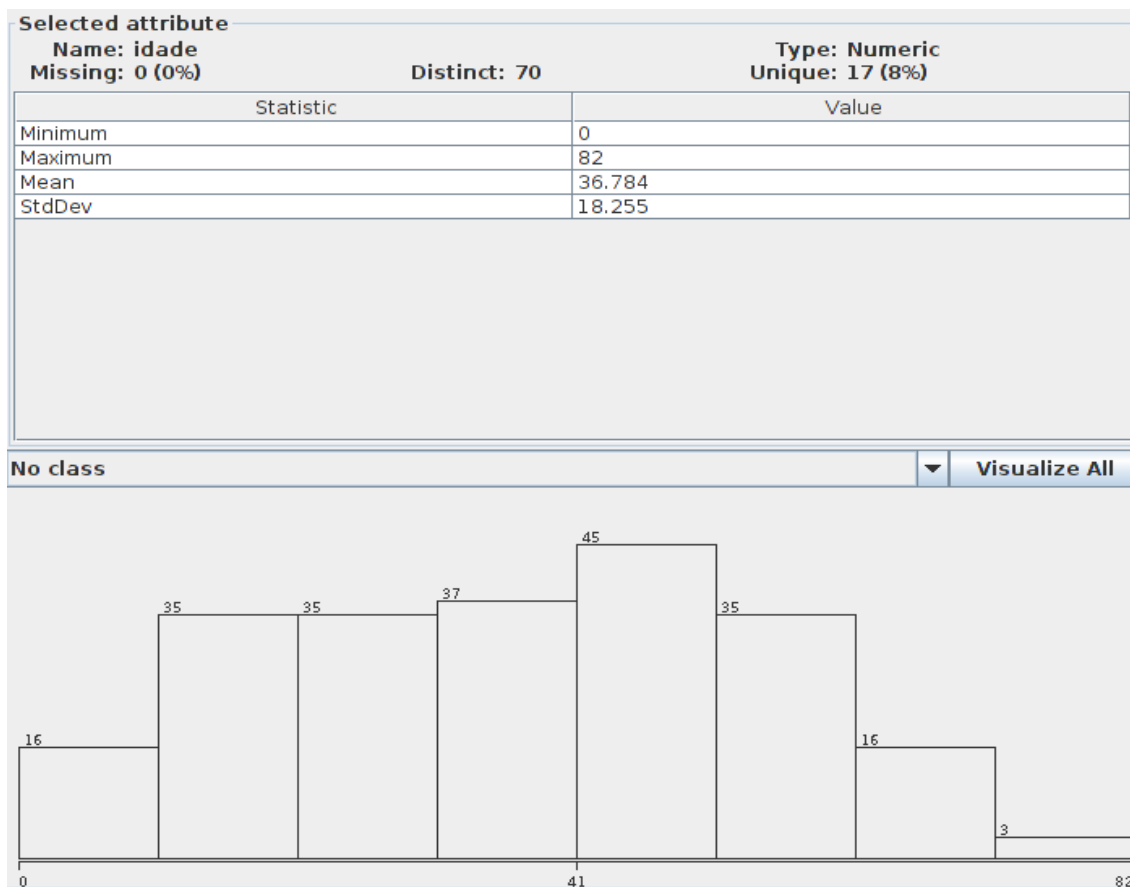 Selected attribute
Name: idade Type: Numeric
Missing: 0 (0%) Distinct: 70 Unique: 17 (8%)
Statistic Value
Minimum 0
Maximum 82
Mean 36.784
StdDev 18.255
No class Visualize All
45
37
35 35 35
16 16
3
0 41 82